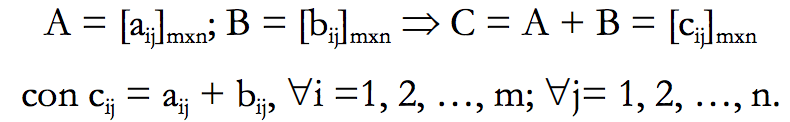 A = [aᵢⱼ]ₘₓₙ; B = [bᵢⱼ]ₘₓₙ ⇒ C = A + B = [cᵢⱼ]ₘₓₙ
con cᵢⱼ = aᵢⱼ + bᵢⱼ, ∀i =1, 2, …, m; ∀j= 1, 2, …, n.